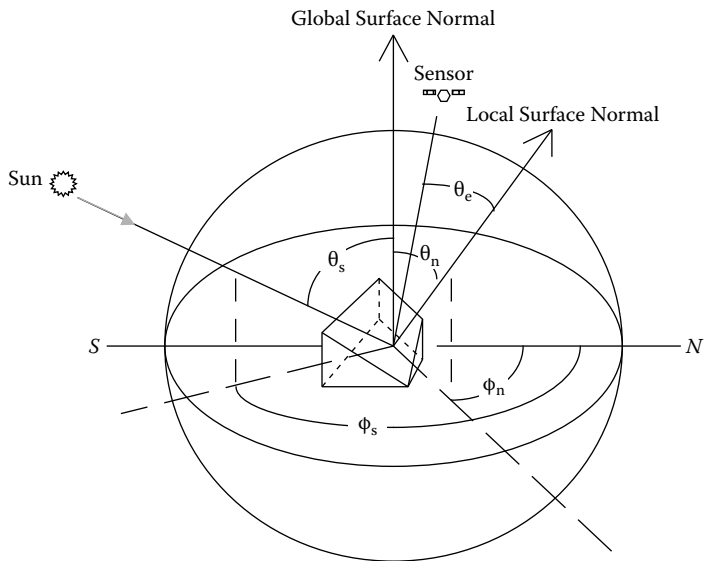 Global Surface Normal
Sensor
Local Surface Normal
Sun
θe
θs
θn
S
N
ϕn
ϕs